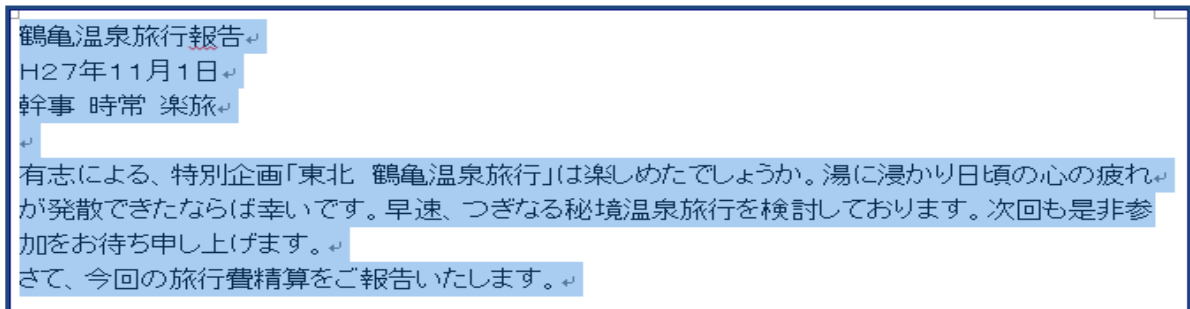 鶴亀温泉旅行報告
H27年11月1日
幹事 時常 楽旅

有志による、特別企画「東北 鶴亀温泉旅行」は楽しめたでしょうか。湯に浸かり日頃の心の疲れ
が発散できたならば幸いです。早速、つぎなる秘境温泉旅行を検討しております。次回も是非参
加をお待ち申し上げます。
さて、今回の旅行費精算をご報告いたします。